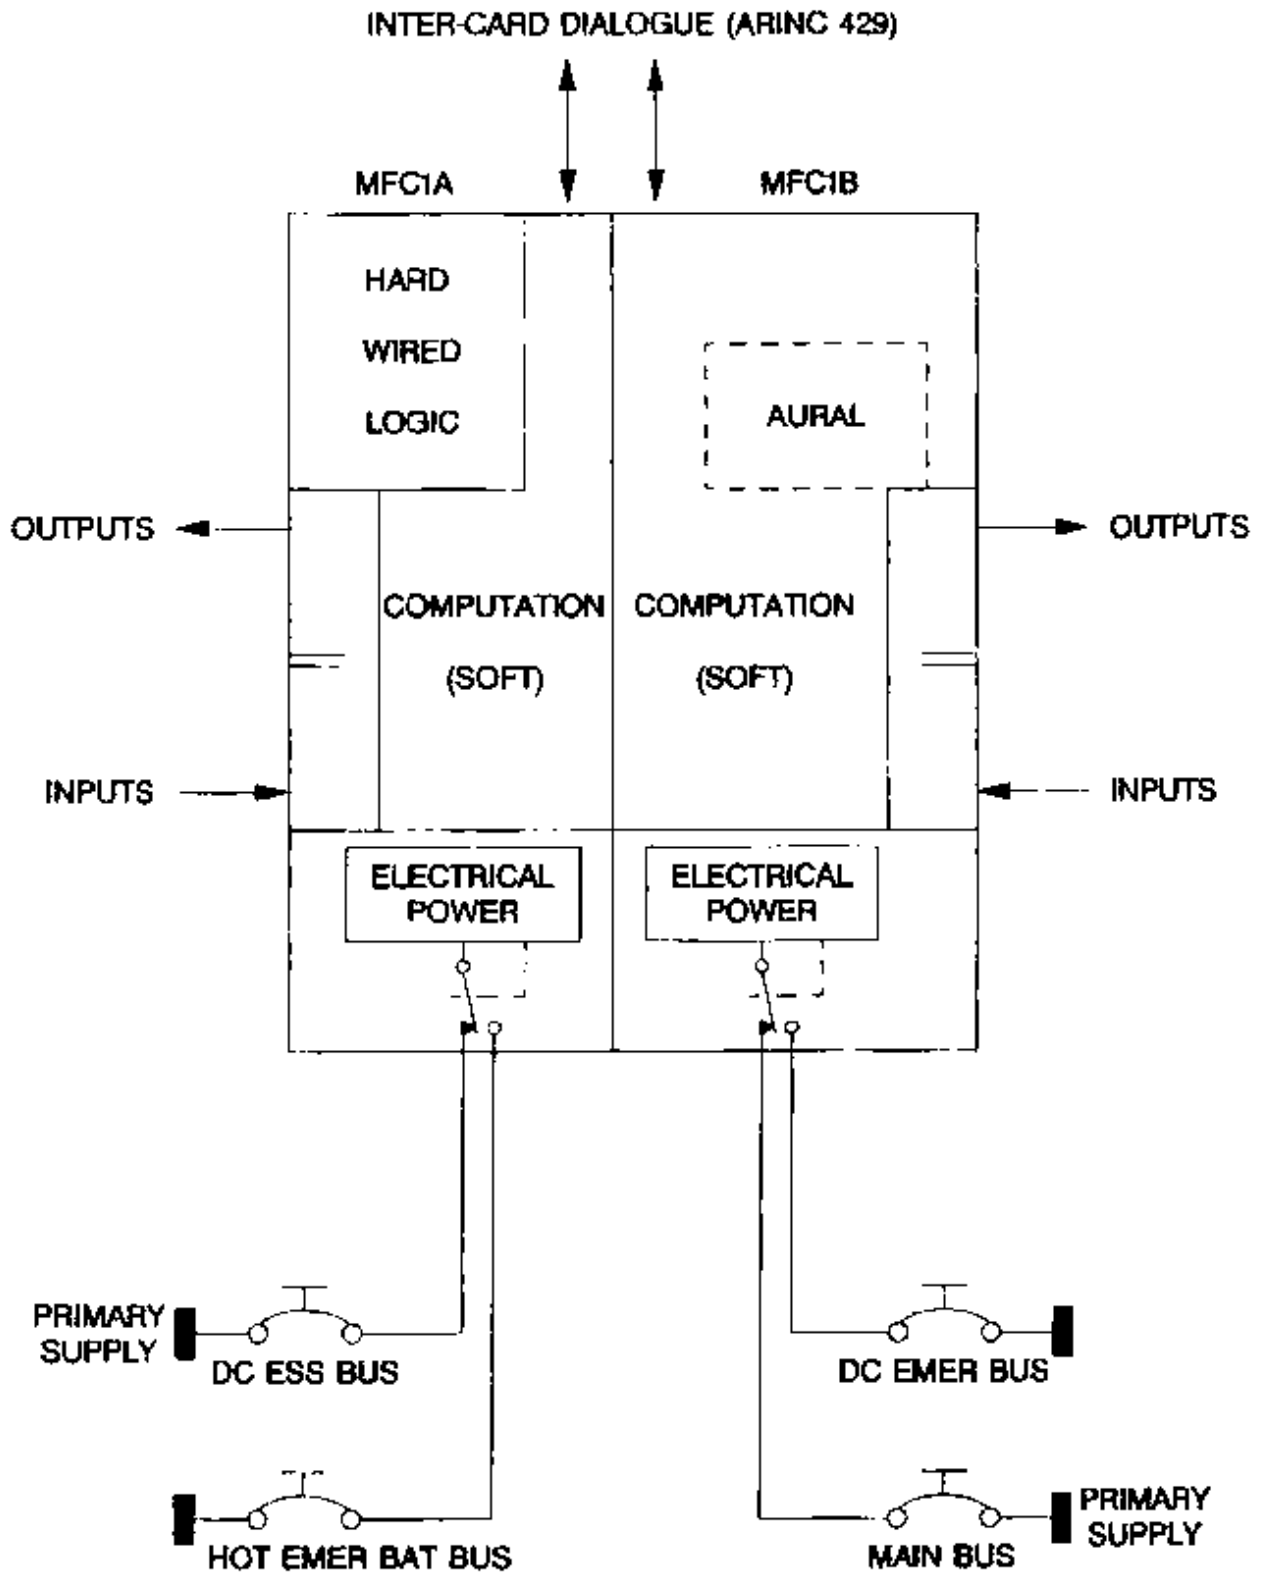 INTER-CARD DIALOGUE (ARINC 429)
MFC1A
MFC1B
HARD
WIRED
LOGIC
AURAL
OUTPUTS
OUTPUTS
COMPUTATION
(SOFT)
COMPUTATION
(SOFT)
INPUTS
INPUTS
ELECTRICAL
POWER
ELECTRICAL
POWER
PRIMARY
SUPPLY
DC ESS BUS
DC EMER BUS
HOT EMER BAT BUS
MAIN BUS
PRIMARY
SUPPLY